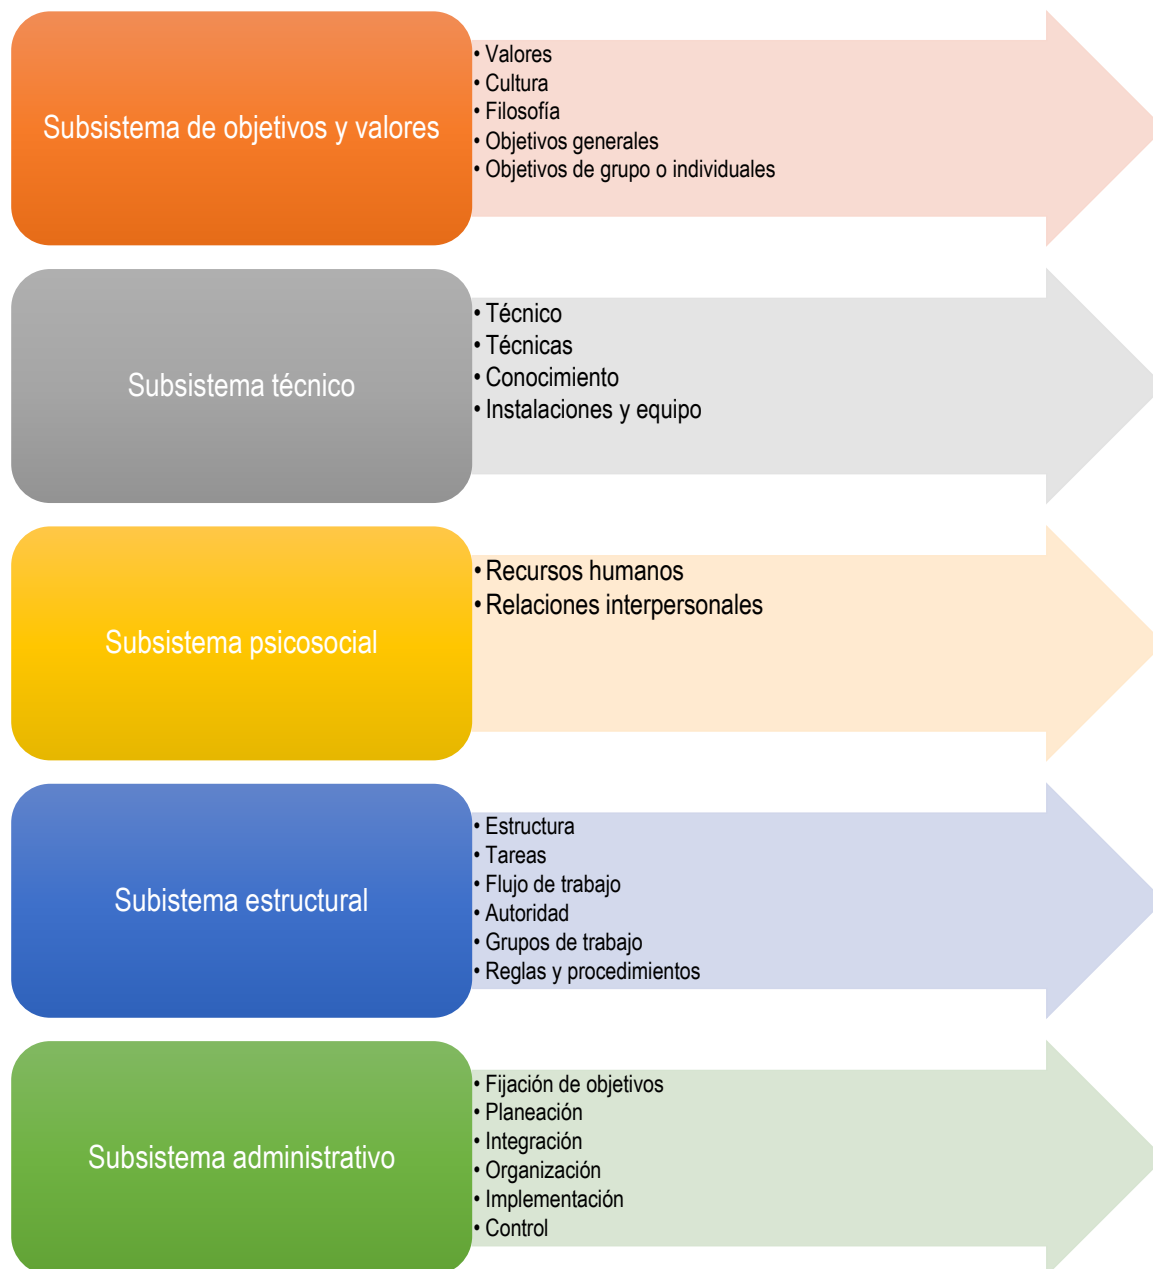 Subsistema de objetivos y valores
• Valores
• Cultura
• Filosofía
• Objetivos generales
• Objetivos de grupo o individuales
Subsistema técnico
• Técnico
• Técnicas
• Conocimiento
• Instalaciones y equipo
Subsistema psicosocial
• Recursos humanos
• Relaciones interpersonales
Subistema estructural
• Estructura
• Tareas
• Flujo de trabajo
• Autoridad
• Grupos de trabajo
• Reglas y procedimientos
Subsistema administrativo
• Fijación de objetivos
• Planeación
• Integración
• Organización
• Implementación
• Control